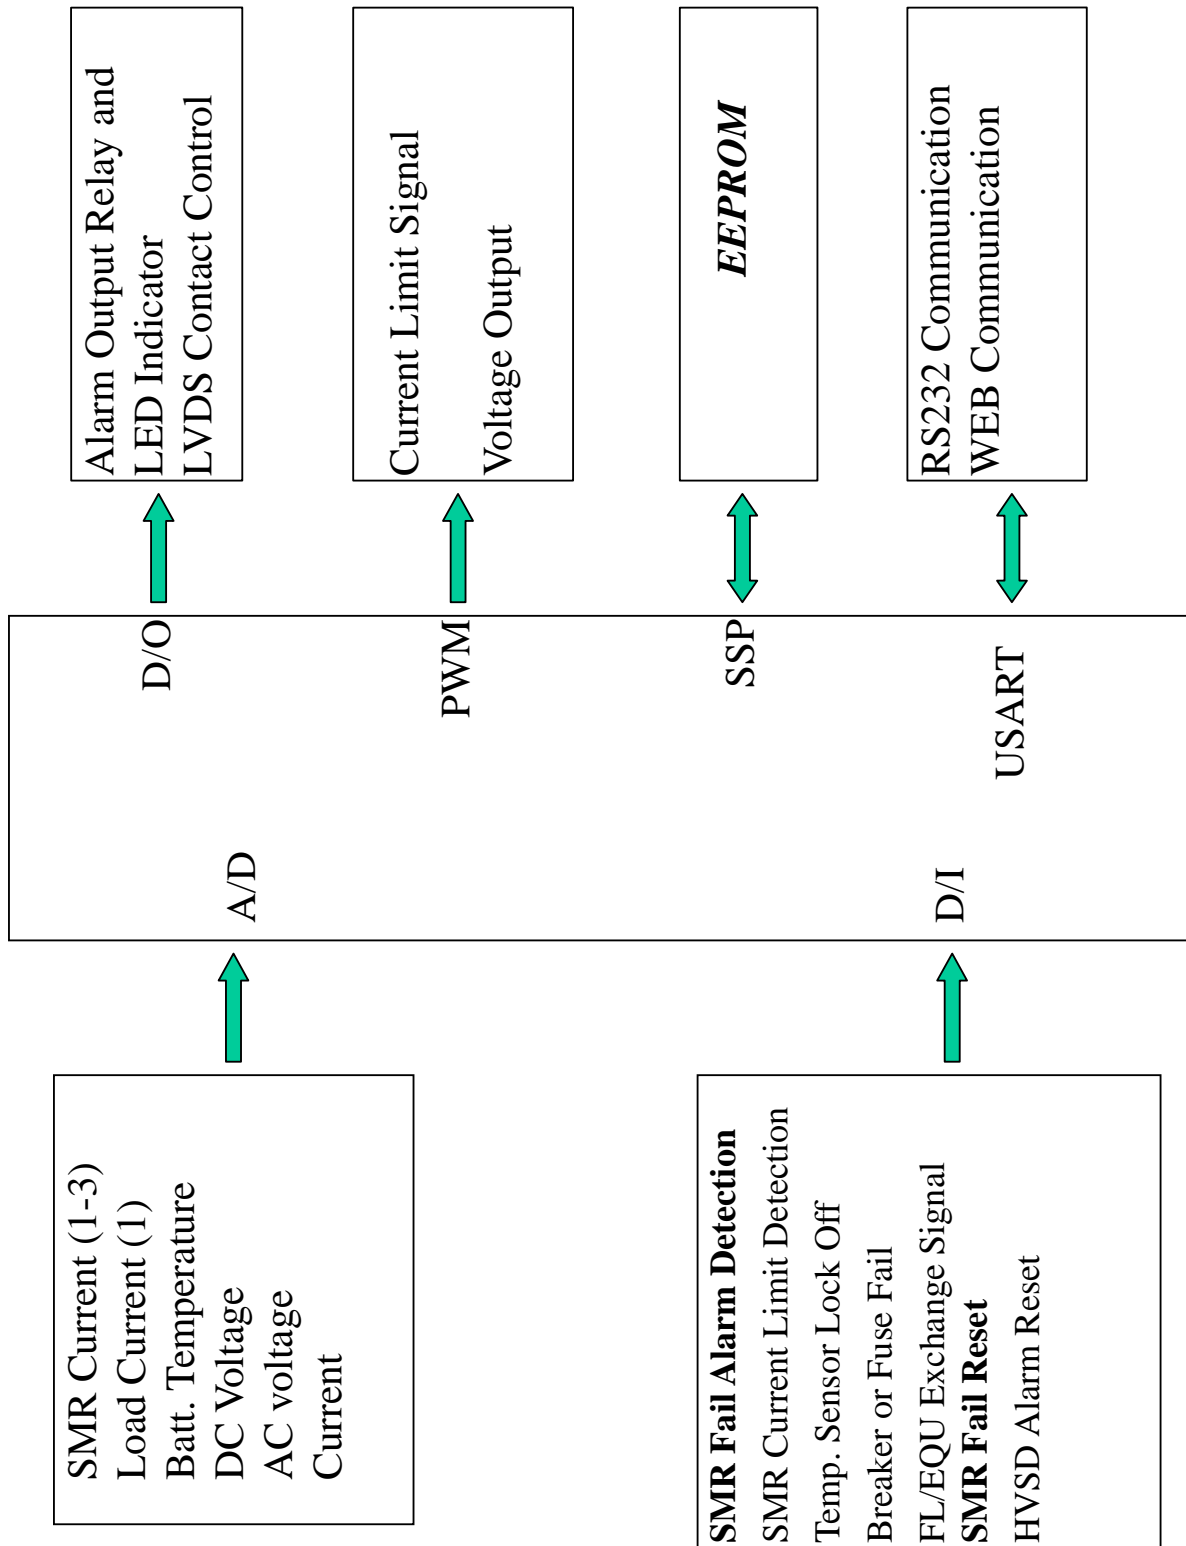 SMR Current (1-3)
Load Current (1)
Batt. Temperature
DC Voltage
AC voltage
Current
SMR Fail Alarm Detection
SMR Current Limit Detection
Temp. Sensor Lock Off
Breaker or Fuse Fail
FL/EQU Exchange Signal
SMR Fail Reset
HVSD Alarm Reset
A/D
D/I
D/O
PWM
SSP
USART
Alarm Output Relay and
LED Indicator
LVDS Contact Control
Current Limit Signal
Voltage Output
EEPROM
RS232 Communication
WEB Communication